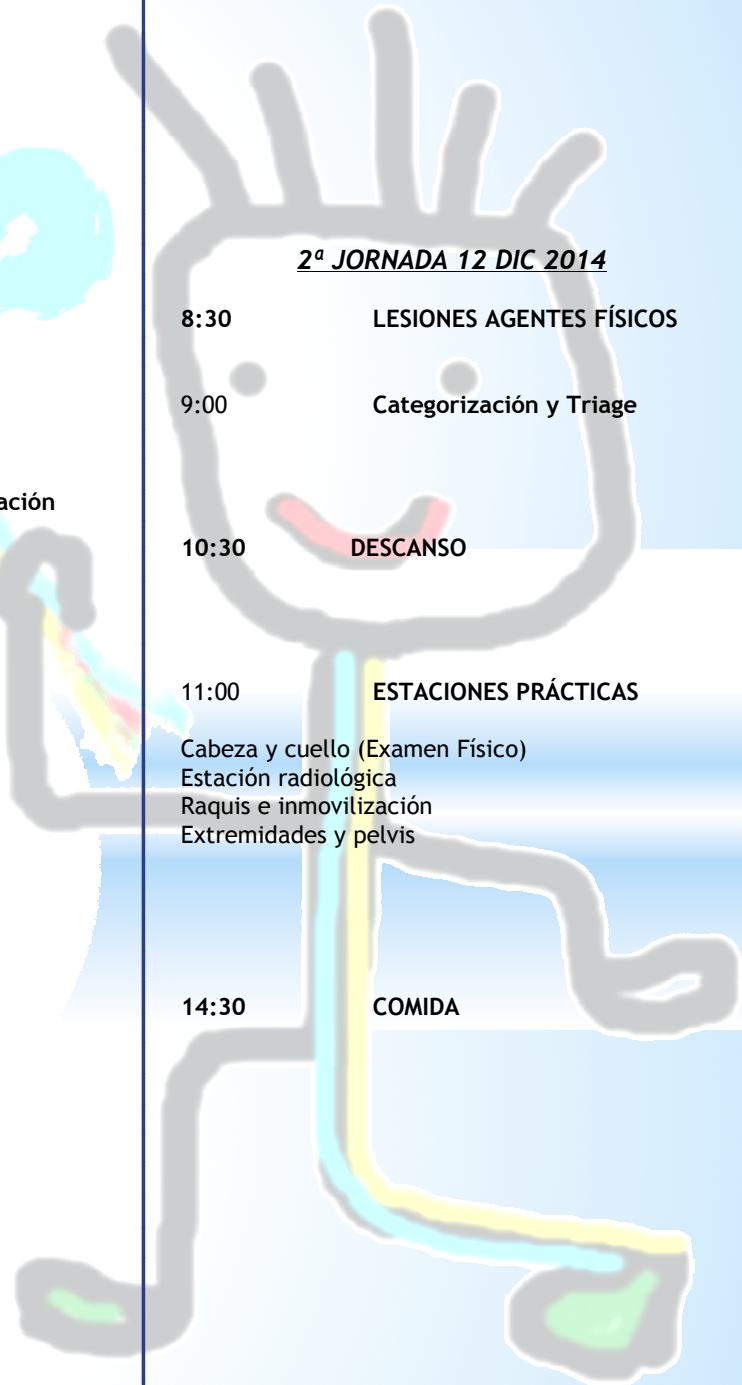 2ª JORNADA 12 DIC 2014
8:30 LESIONES AGENTES FÍSICOS
9:00 Categorización y Triage
ación
10:30 DESCANSO
11:00 ESTACIONES PRÁCTICAS
Cabeza y cuello (Examen Físico)
Estación radiológica
Raquis e inmovilización
Extremidades y pelvis
14:30 COMIDA